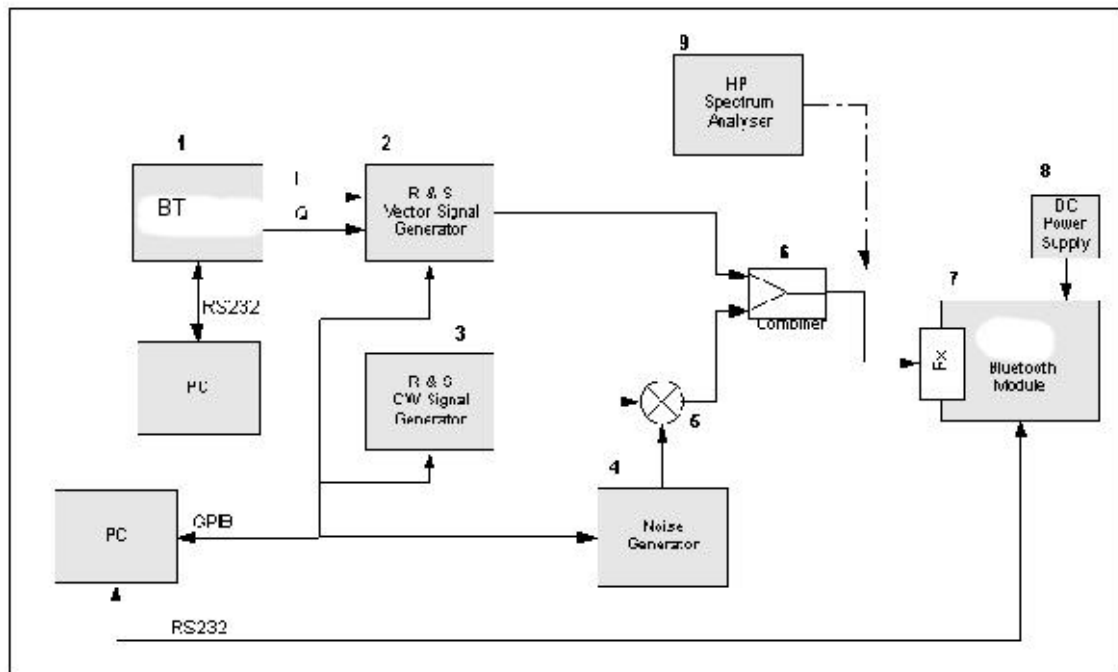 9
HP
Spectrum
Analyser
1
2
8
BT
I
Q
R & S
Vector Signal
Generator
DC
Power
Supply
6
7
RS232
Combiner
3
Rx
Bluetooth
Module
PC
R & S
CW Signal
Generator
5
4
PC
GPIB
Noise
Generator
RS232